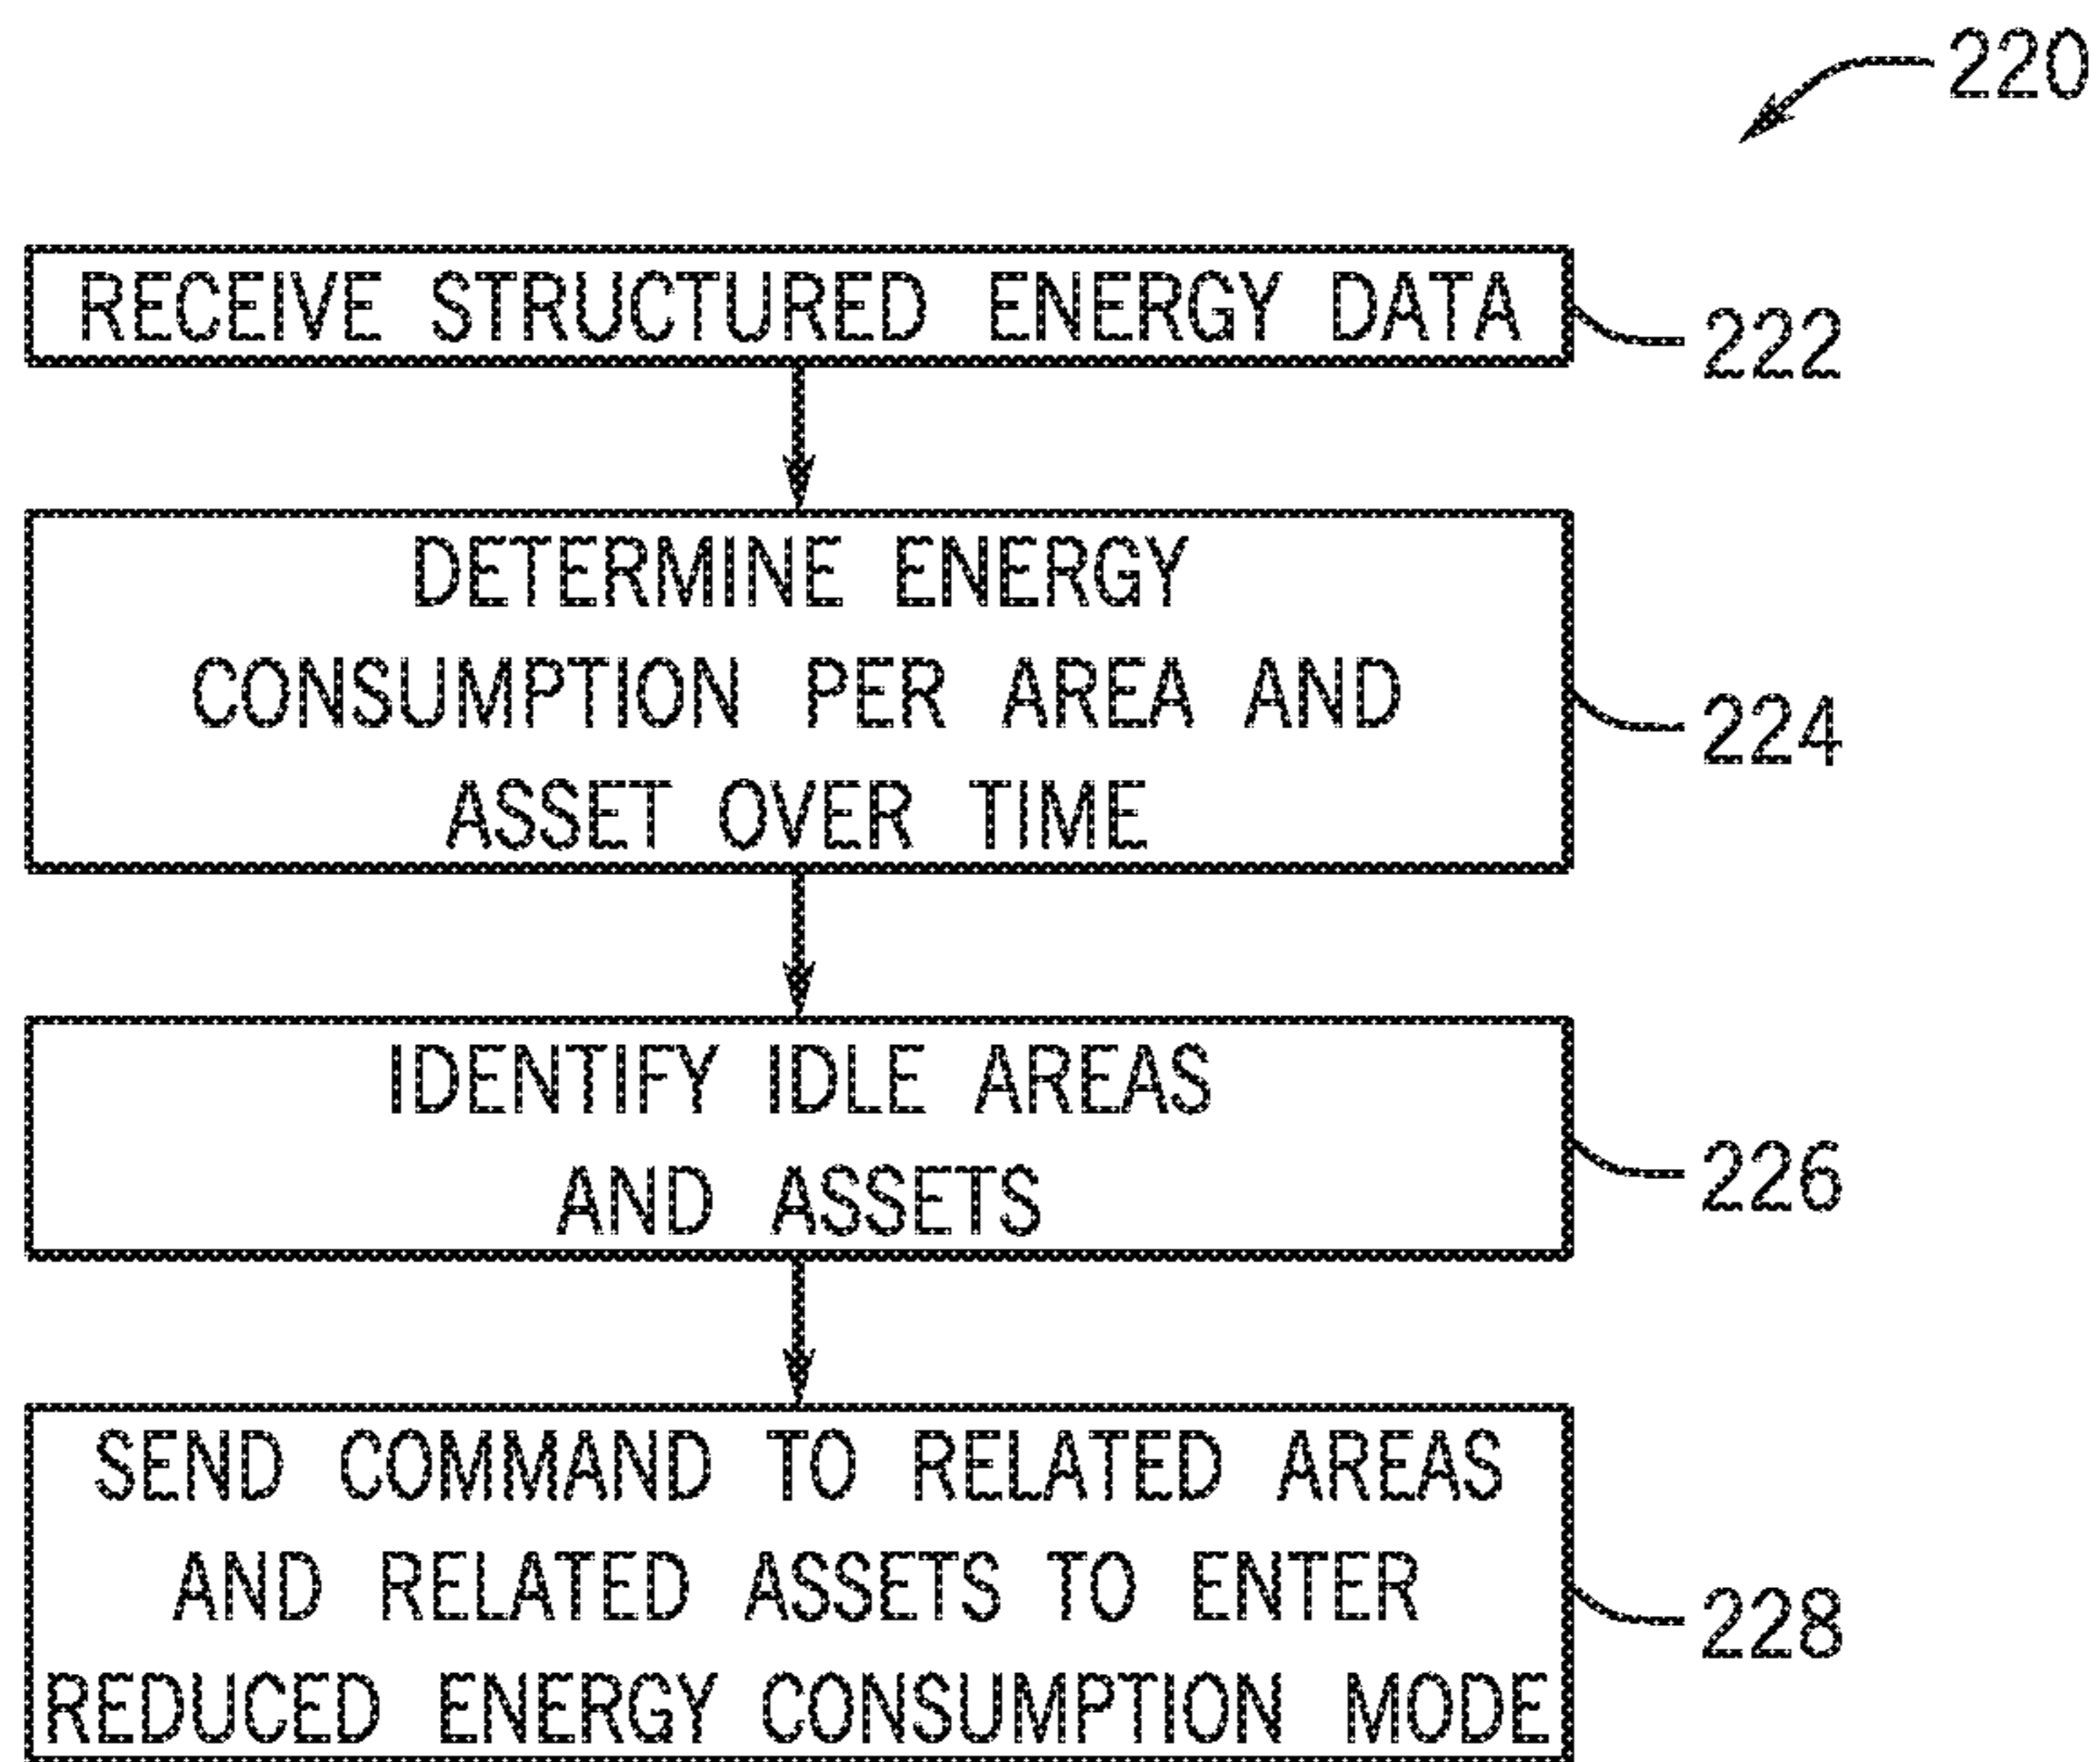 220
RECEIVE STRUCTURED ENERGY DATA
222
DETERMINE ENERGY
CONSUMPTION PER AREA AND
ASSET OVER TIME
224
IDENTIFY IDLE AREAS
AND ASSETS
226
SEND COMMAND TO RELATED AREAS
AND RELATED ASSETS TO ENTER
REDUCED ENERGY CONSUMPTION MODE
228